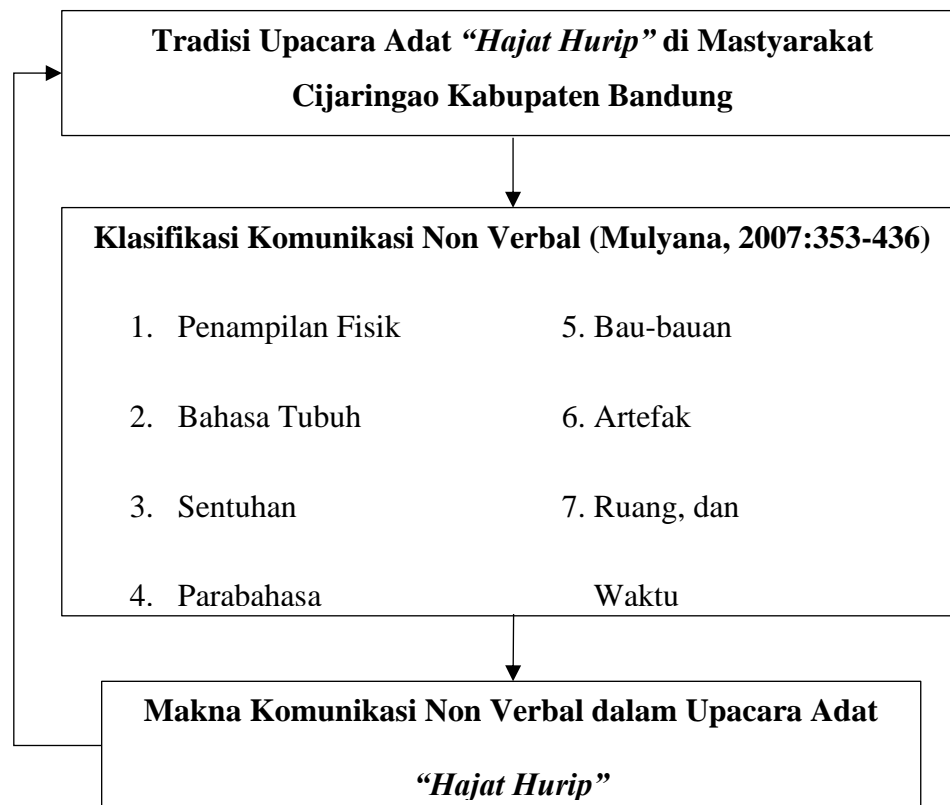 Tradisi Upacara Adat “Hajat Hurip” di Mastyarakat
Cijaringao Kabupaten Bandung
Klasifikasi Komunikasi Non Verbal (Mulyana, 2007:353-436)
1. Penampilan Fisik
2. Bahasa Tubuh
3. Sentuhan
4. Parabahasa
5. Bau-bauan
6. Artefak
7. Ruang, dan
Waktu
Makna Komunikasi Non Verbal dalam Upacara Adat
“Hajat Hurip”